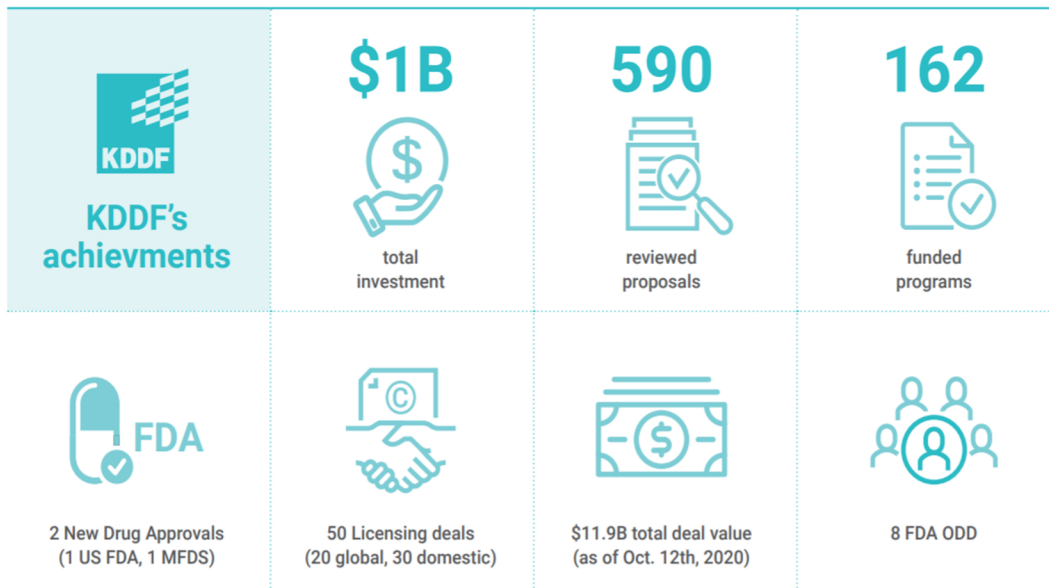 KDDF
KDDF's
achievments
$1B
$
total
investment
590
reviewed
proposals
162
funded
programs
FDA
2 New Drug Approvals
(1 US FDA, 1 MFDS)
C
50 Licensing deals
(20 global, 30 domestic)
$
$11.9B total deal value
(as of Oct. 12th, 2020)
8 FDA ODD